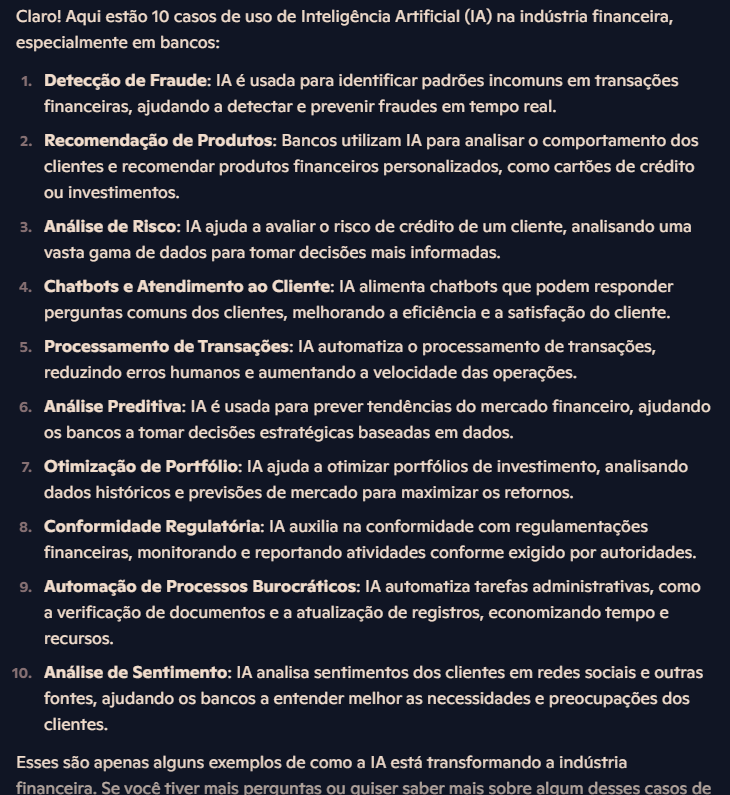 Claro! Aqui estão 10 casos de uso de Inteligência Artificial (IA) na indústria financeira,
especialmente em bancos:
1. Detecção de Fraude: IA é usada para identificar padrões incomuns em transações
financeiras, ajudando a detectar e prevenir fraudes em tempo real.
2. Recomendação de Produtos: Bancos utilizam IA para analisar o comportamento dos
clientes e recomendar produtos financeiros personalizados, como cartões de crédito
ou investimentos.
3. Análise de Risco: IA ajuda a avaliar o risco de crédito de um cliente, analisando uma
vasta gama de dados para tomar decisões mais informadas.
4. Chatbots e Atendimento ao Cliente: IA alimenta chatbots que podem responder
perguntas comuns dos clientes, melhorando a eficiência e a satisfação do cliente.
5. Processamento de Transações: IA automatiza o processamento de transações,
reduzindo erros humanos e aumentando a velocidade das operações.
6. Análise Preditiva: IA é usada para prever tendências do mercado financeiro, ajudando
os bancos a tomar decisões estratégicas baseadas em dados.
7. Otimização de Portfólio: IA ajuda a otimizar portfólios de investimento, analisando
dados históricos e previsões de mercado para maximizar os retornos.
8. Conformidade Regulatória: IA auxilia na conformidade com regulamentações
financeiras, monitorando e reportando atividades conforme exigido por autoridades.
9. Automação de Processos Burocráticos: IA automatiza tarefas administrativas, como
a verificação de documentos e a atualização de registros, economizando tempo e
recursos.
10. Análise de Sentimento: IA analisa sentimentos dos clientes em redes sociais e outras
fontes, ajudando os bancos a entender melhor as necessidades e preocupações dos
clientes.
Esses são apenas alguns exemplos de como a IA está transformando a indústria
financeira. Se você tiver mais perguntas ou quiser saber mais sobre algum desses casos de